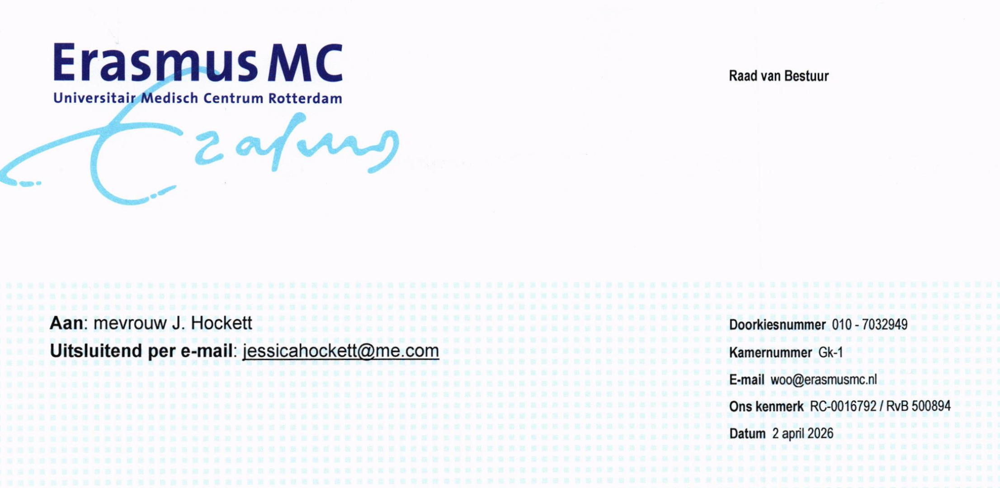 Erasmus MC
Universitair Medisch Centrum Rotterdam
Erasmus
Raad van Bestuur
Aan: mevrouw J. Hockett
Uitsluitend per e-mail: jessicahockett@me.com
Doorkiesnummer 010 - 7032949
Kamernummer Gk-1
E-mail woo@erasmusmc.nl
Ons kenmerk RC-0016792 / RvB 500894
Datum 2 april 2026